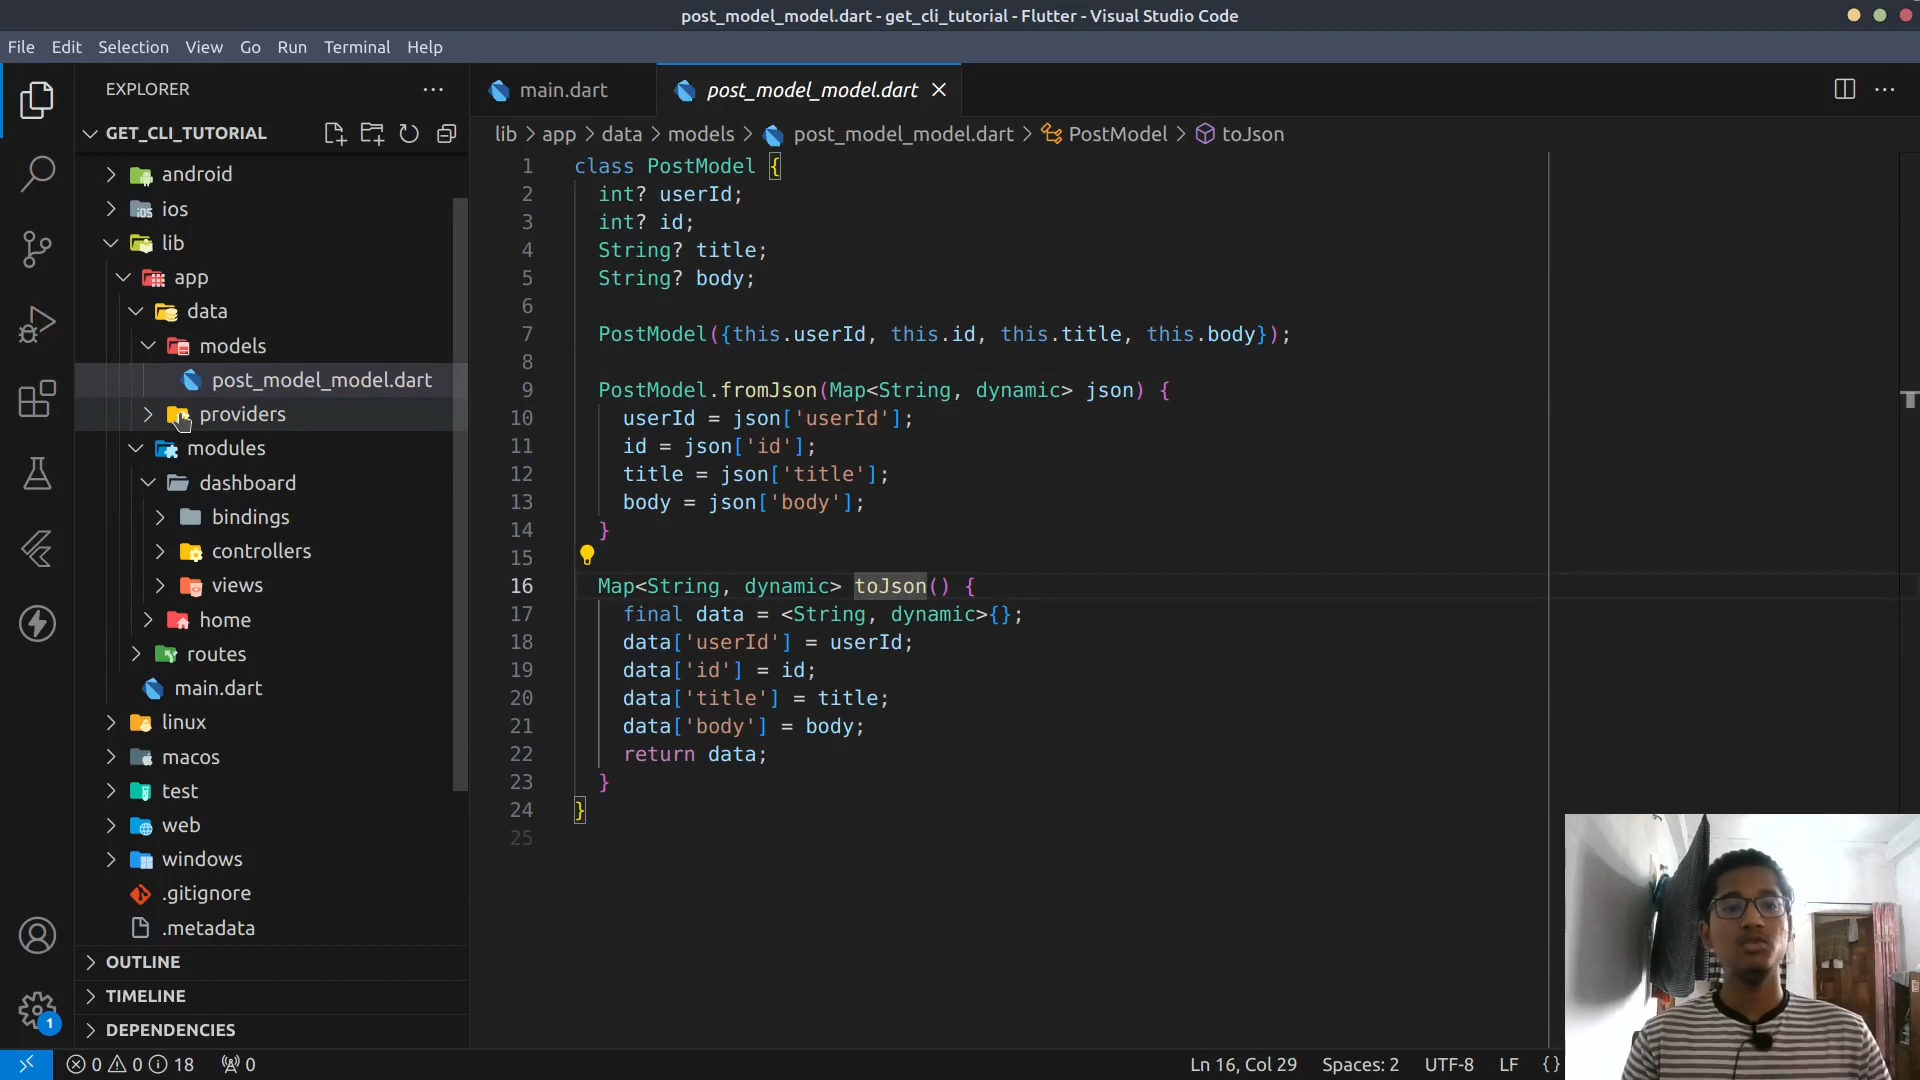 post_model_model.dart - get_cli_tutorial - Flutter - Visual Studio Code
File Edit Selection View Go Run Terminal Help
EXPLORER
main.dart
post_model_model.dart
GET_CLI_TUTORIAL
lib > app > data > models > post_model_model.dart > PostModel > toJson
android
ios
lib
app
data
models
post_model_model.dart
providers
modules
dashboard
bindings
controllers
views
home
routes
main.dart
linux
macos
test
web
windows
.gitignore
.metadata
OUTLINE
TIMELINE
DEPENDENCIES
1 class PostModel {
2 int? userId;
3 int? id;
4 String? title;
5 String? body;
6
7 PostModel({this.userId, this.id, this.title, this.body});
8
9 PostModel.fromJson(Map<String, dynamic> json) {
10 userId = json['userId'];
11 id = json['id'];
12 title = json['title'];
13 body = json['body'];
14 }
15
16 Map<String, dynamic> toJson() {
17 final data = <String, dynamic>{};
18 data['userId'] = userId;
19 data['id'] = id;
20 data['title'] = title;
21 data['body'] = body;
22 return data;
23 }
24 }
25
1
0 0 18 0
Ln 16, Col 29 Spaces: 2 UTF-8 LF {}